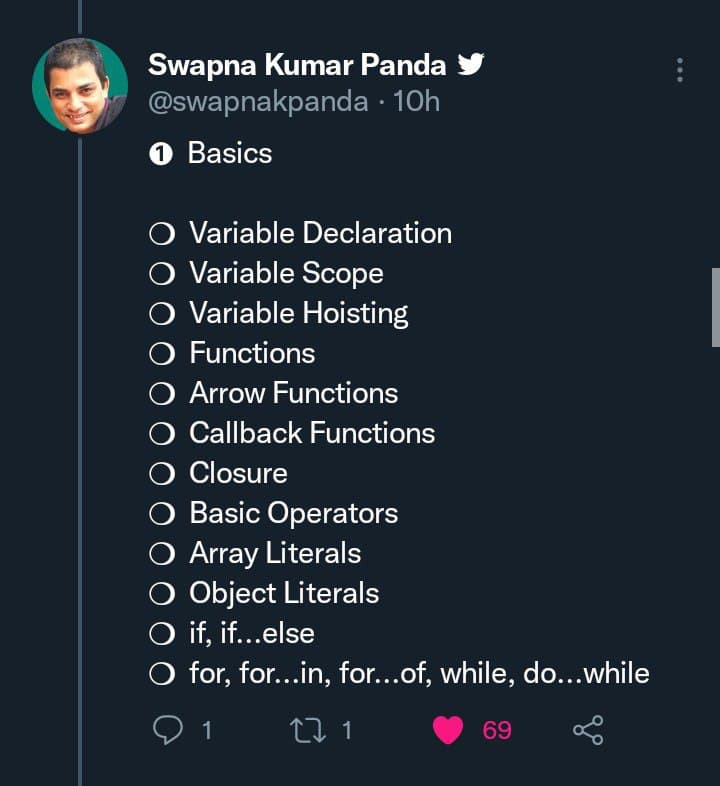 Swapna Kumar Panda
@swapnakpanda · 10h
❶ Basics
❍ Variable Declaration
❍ Variable Scope
❍ Variable Hoisting
❍ Functions
❍ Arrow Functions
❍ Callback Functions
❍ Closure
❍ Basic Operators
❍ Array Literals
❍ Object Literals
❍ if, if...else
❍ for, for...in, for...of, while, do...while
1 1 69